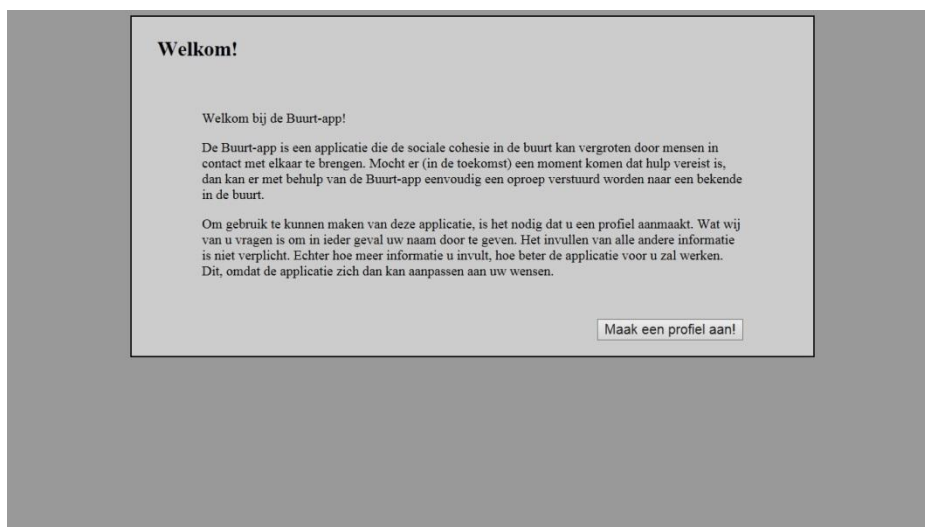 Welkom!
Welkom bij de Buurt-app!
De Buurt-app is een applicatie die de sociale cohesie in de buurt kan vergroten door mensen in
contact met elkaar te brengen. Mocht er (in de toekomst) een moment komen dat hulp vereist is,
dan kan er met behulp van de Buurt-app eenvoudig een oproep verstuurd worden naar een bekende
in de buurt.
Om gebruik te kunnen maken van deze applicatie, is het nodig dat u een profiel aanmaakt. Wat wij
van u vragen is om in ieder geval uw naam door te geven. Het invullen van alle andere informatie
is niet verplicht. Echter hoe meer informatie u invult, hoe beter de applicatie voor u zal werken.
Dit, omdat de applicatie zich dan kan aanpassen aan uw wensen.
Maak een profiel aan!